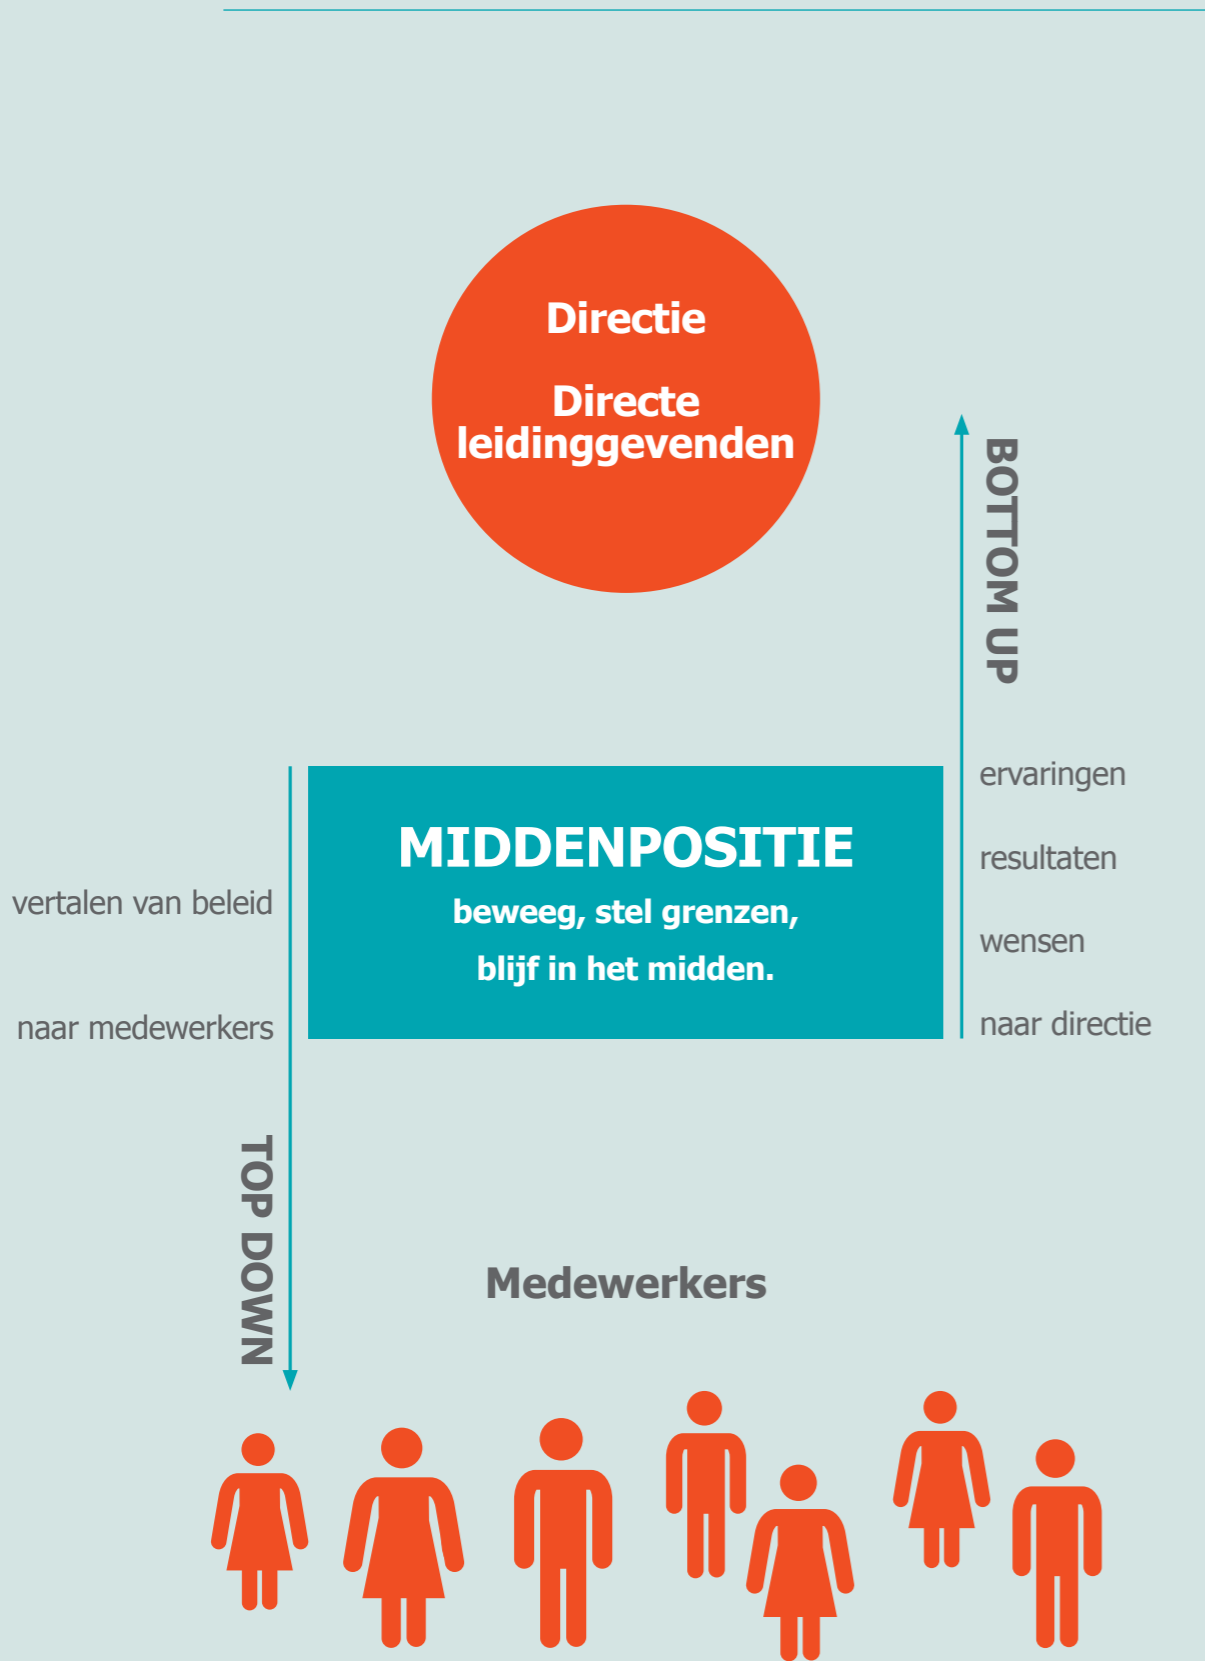 Directie
Directe
leidinggevenden
BOTTOM UP
MIDDENPOSITIE
beweeg, stel grenzen,
blijf in het midden.
ervaringen
resultaten
wensen
naar directie
vertalen van beleid
naar medewerkers
TOP DOWN
Medewerkers